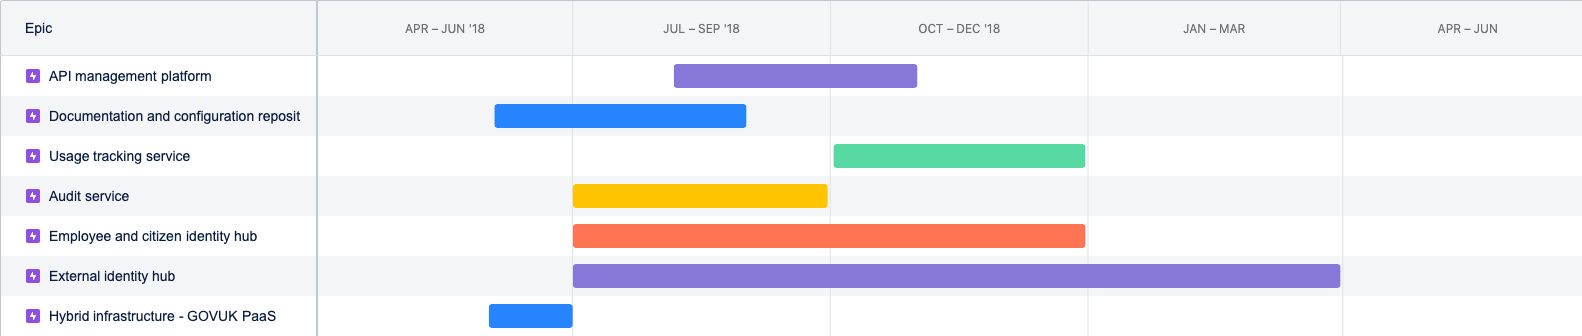 Epic
APR – JUN '18
JUL – SEP '18
OCT – DEC '18
JAN – MAR
APR – JUN
API management platform
Documentation and configuration reposit
Usage tracking service
Audit service
Employee and citizen identity hub
External identity hub
Hybrid infrastructure - GOVUK PaaS